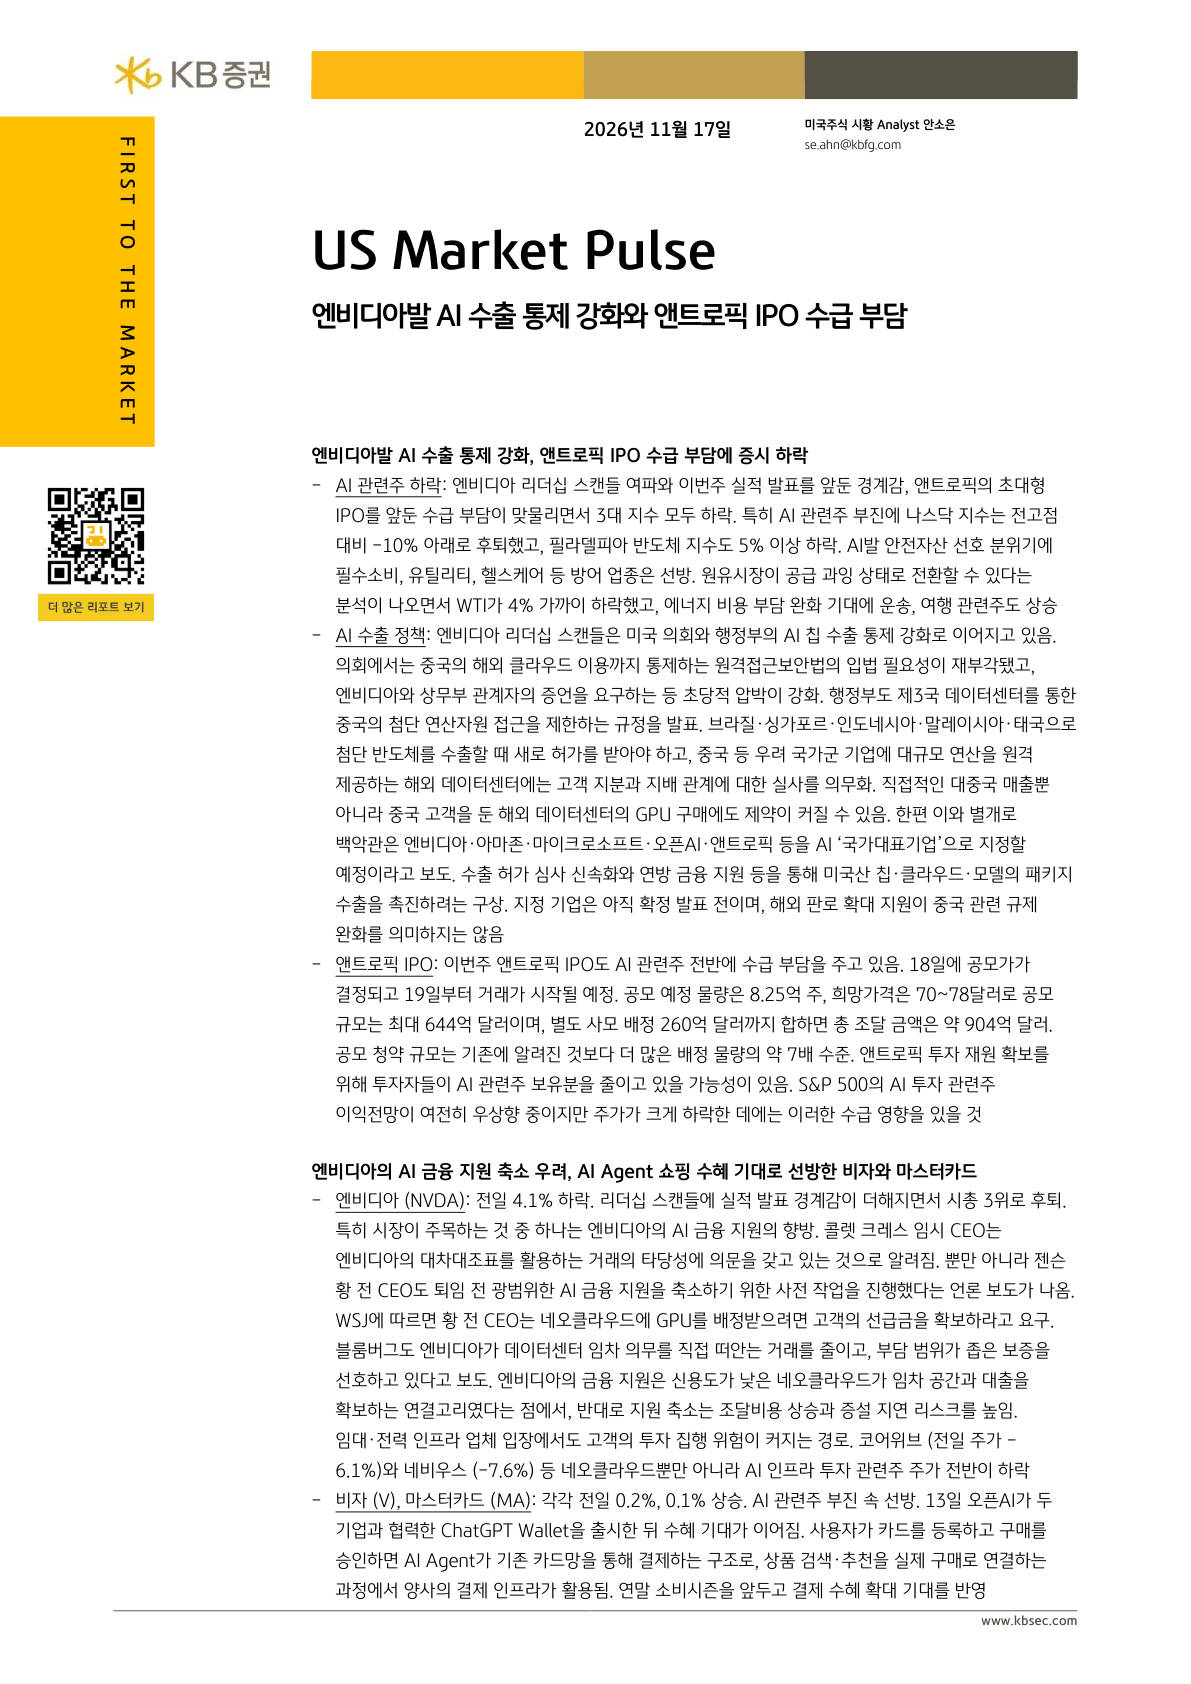 KB증권
2026년 11월 17일
미국주식 시황 Analyst 안소은
se.ahn@kbfg.com
FIRST TO THE MARKET
US Market Pulse
엔비디아발 AI 수출 통제 강화와 앤트로픽 IPO 수급 부담
더 많은 리포트 보기
엔비디아발 AI 수출 통제 강화, 앤트로픽 IPO 수급 부담에 증시 하락
– AI 관련주 하락: 엔비디아 리더십 스캔들 여파와 이번주 실적 발표를 앞둔 경계감, 앤트로픽의 초대형
IPO를 앞둔 수급 부담이 맞물리면서 3대 지수 모두 하락. 특히 AI 관련주 부진에 나스닥 지수는 전고점
대비 -10% 아래로 후퇴했고, 필라델피아 반도체 지수도 5% 이상 하락. AI발 안전자산 선호 분위기에
필수소비, 유틸리티, 헬스케어 등 방어 업종은 선방. 원유시장이 공급 과잉 상태로 전환할 수 있다는
분석이 나오면서 WTI가 4% 가까이 하락했고, 에너지 비용 부담 완화 기대에 운송, 여행 관련주도 상승
– AI 수출 정책: 엔비디아 리더십 스캔들은 미국 의회와 행정부의 AI 칩 수출 통제 강화로 이어지고 있음.
의회에서는 중국의 해외 클라우드 이용까지 통제하는 원격접근보안법의 입법 필요성이 재부각됐고,
엔비디아와 상무부 관계자의 증언을 요구하는 등 초당적 압박이 강화. 행정부도 제3국 데이터센터를 통한
중국의 첨단 연산자원 접근을 제한하는 규정을 발표. 브라질·싱가포르·인도네시아·말레이시아·태국으로
첨단 반도체를 수출할 때 새로 허가를 받아야 하고, 중국 등 우려 국가군 기업에 대규모 연산을 원격
제공하는 해외 데이터센터에는 고객 지분과 지배 관계에 대한 실사를 의무화. 직접적인 대중국 매출뿐
아니라 중국 고객을 둔 해외 데이터센터의 GPU 구매에도 제약이 커질 수 있음. 한편 이와 별개로
백악관은 엔비디아·아마존·마이크로소프트·오픈AI·앤트로픽 등을 AI ‘국가대표기업’으로 지정할
예정이라고 보도. 수출 허가 심사 신속화와 연방 금융 지원 등을 통해 미국산 칩·클라우드·모델의 패키지
수출을 촉진하려는 구상. 지정 기업은 아직 확정 발표 전이며, 해외 판로 확대 지원이 중국 관련 규제
완화를 의미하지는 않음
– 앤트로픽 IPO: 이번주 앤트로픽 IPO도 AI 관련주 전반에 수급 부담을 주고 있음. 18일에 공모가가
결정되고 19일부터 거래가 시작될 예정. 공모 예정 물량은 8.25억 주, 희망가격은 70~78달러로 공모
규모는 최대 644억 달러이며, 별도 사모 배정 260억 달러까지 합하면 총 조달 금액은 약 904억 달러.
공모 청약 규모는 기존에 알려진 것보다 더 많은 배정 물량의 약 7배 수준. 앤트로픽 투자 재원 확보를
위해 투자자들이 AI 관련주 보유분을 줄이고 있을 가능성이 있음. S&P 500의 AI 투자 관련주
이익전망이 여전히 우상향 중이지만 주가가 크게 하락한 데에는 이러한 수급 영향을 있을 것
엔비디아의 AI 금융 지원 축소 우려, AI Agent 쇼핑 수혜 기대로 선방한 비자와 마스터카드
– 엔비디아 (NVDA): 전일 4.1% 하락. 리더십 스캔들에 실적 발표 경계감이 더해지면서 시총 3위로 후퇴.
특히 시장이 주목하는 것 중 하나는 엔비디아의 AI 금융 지원의 향방. 콜렛 크레스 임시 CEO는
엔비디아의 대차대조표를 활용하는 거래의 타당성에 의문을 갖고 있는 것으로 알려짐. 뿐만 아니라 젠슨
황 전 CEO도 퇴임 전 광범위한 AI 금융 지원을 축소하기 위한 사전 작업을 진행했다는 언론 보도가 나옴.
WSJ에 따르면 황 전 CEO는 네오클라우드에 GPU를 배정받으려면 고객의 선급금을 확보하라고 요구.
블룸버그도 엔비디아가 데이터센터 임차 의무를 직접 떠안는 거래를 줄이고, 부담 범위가 좁은 보증을
선호하고 있다고 보도. 엔비디아의 금융 지원은 신용도가 낮은 네오클라우드가 임차 공간과 대출을
확보하는 연결고리였다는 점에서, 반대로 지원 축소는 조달비용 상승과 증설 지연 리스크를 높임.
임대·전력 인프라 업체 입장에서도 고객의 투자 집행 위험이 커지는 경로. 코어위브 (전일 주가 -
6.1%)와 네비우스 (-7.6%) 등 네오클라우드뿐만 아니라 AI 인프라 투자 관련주 주가 전반이 하락
– 비자 (V), 마스터카드 (MA): 각각 전일 0.2%, 0.1% 상승. AI 관련주 부진 속 선방. 13일 오픈AI가 두
기업과 협력한 ChatGPT Wallet을 출시한 뒤 수혜 기대가 이어짐. 사용자가 카드를 등록하고 구매를
승인하면 AI Agent가 기존 카드망을 통해 결제하는 구조로, 상품 검색·추천을 실제 구매로 연결하는
과정에서 양사의 결제 인프라가 활용됨. 연말 소비시즌을 앞두고 결제 수혜 확대 기대를 반영
www.kbsec.com